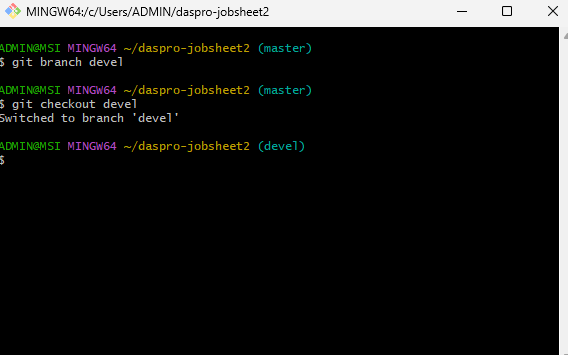 MINGW64:/c/Users/ADMIN/daspro-jobsheet2
ADMIN@MSI MINGW64 ~/daspro-jobsheet2 (master)
$ git branch devel
ADMIN@MSI MINGW64 ~/daspro-jobsheet2 (master)
$ git checkout devel
Switched to branch 'devel'
ADMIN@MSI MINGW64 ~/daspro-jobsheet2 (devel)
$